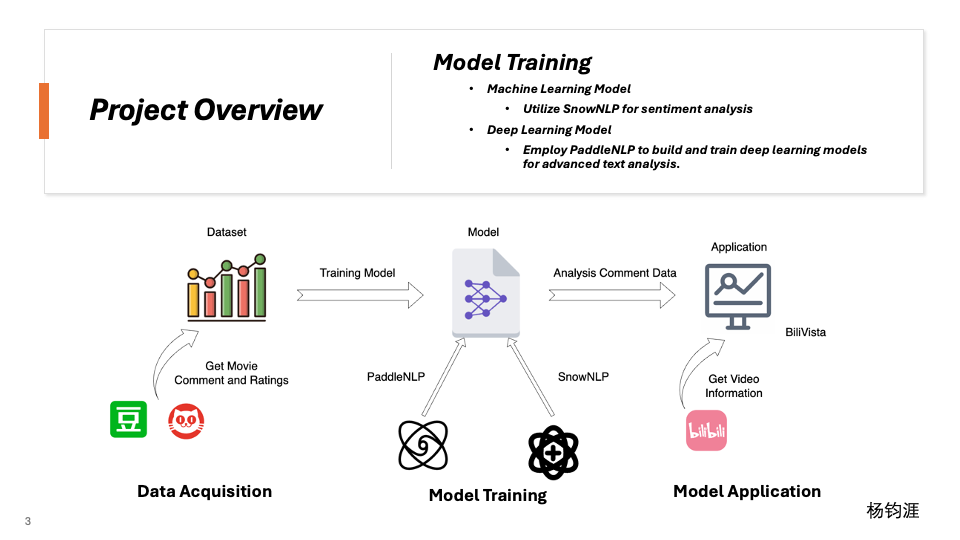 Project Overview
Model Training
• Machine Learning Model
• Utilize SnowNLP for sentiment analysis
• Deep Learning Model
• Employ PaddleNLP to build and train deep learning models
for advanced text analysis.
Dataset
Model
Application
Training Model
Analysis Comment Data
BiliVista
Get Movie
Comment and Ratings
PaddleNLP
SnowNLP
Get Video
Information
豆
bilibili
Data Acquisition
Model Training
Model Application
杨钧涯
3